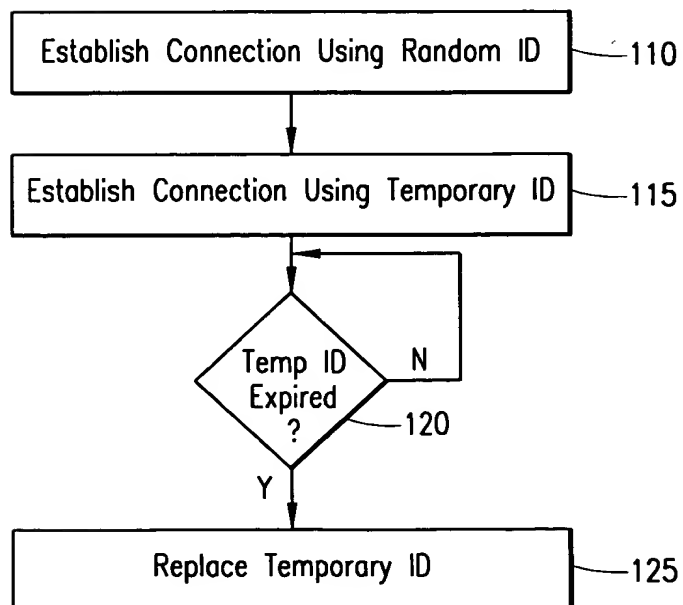 Establish Connection Using Random ID
110
Establish Connection Using Temporary ID
115
Temp ID
Expired
?
N
120
Y
Replace Temporary ID
125